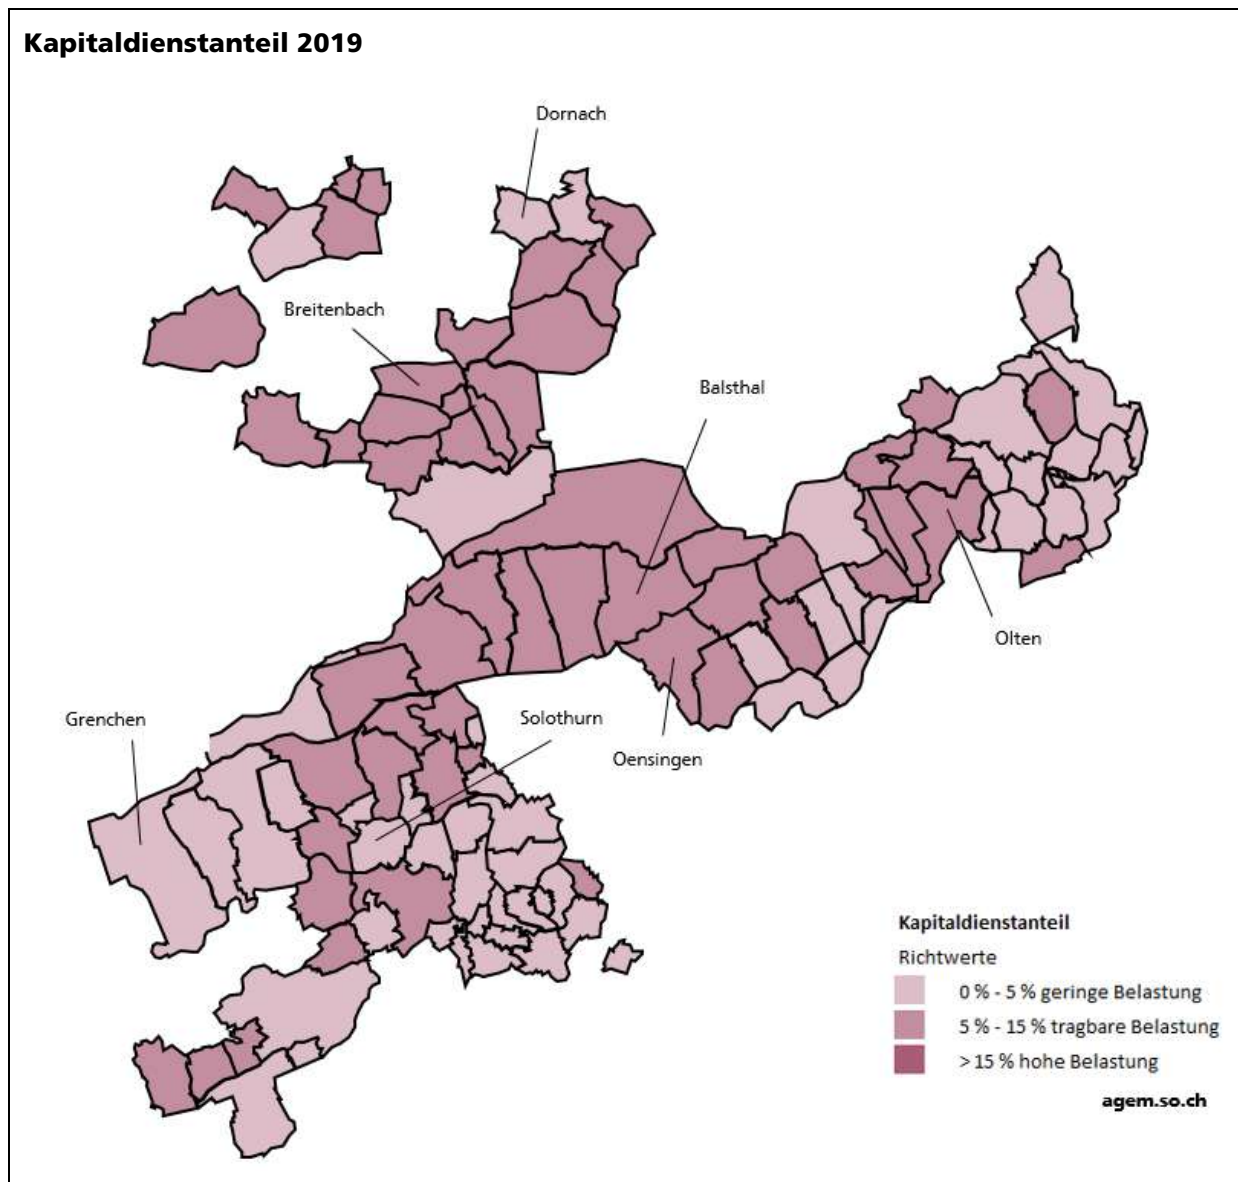 Kapitaldienstanteil 2019
Dornach
Breitenbach
Balsthal
Olten
Grenchen
Solothurn
Oensingen
Kapitaldienstanteil
Richtwerte
0 % - 5 % geringe Belastung
5 % - 15 % tragbare Belastung
> 15 % hohe Belastung
agem.so.ch